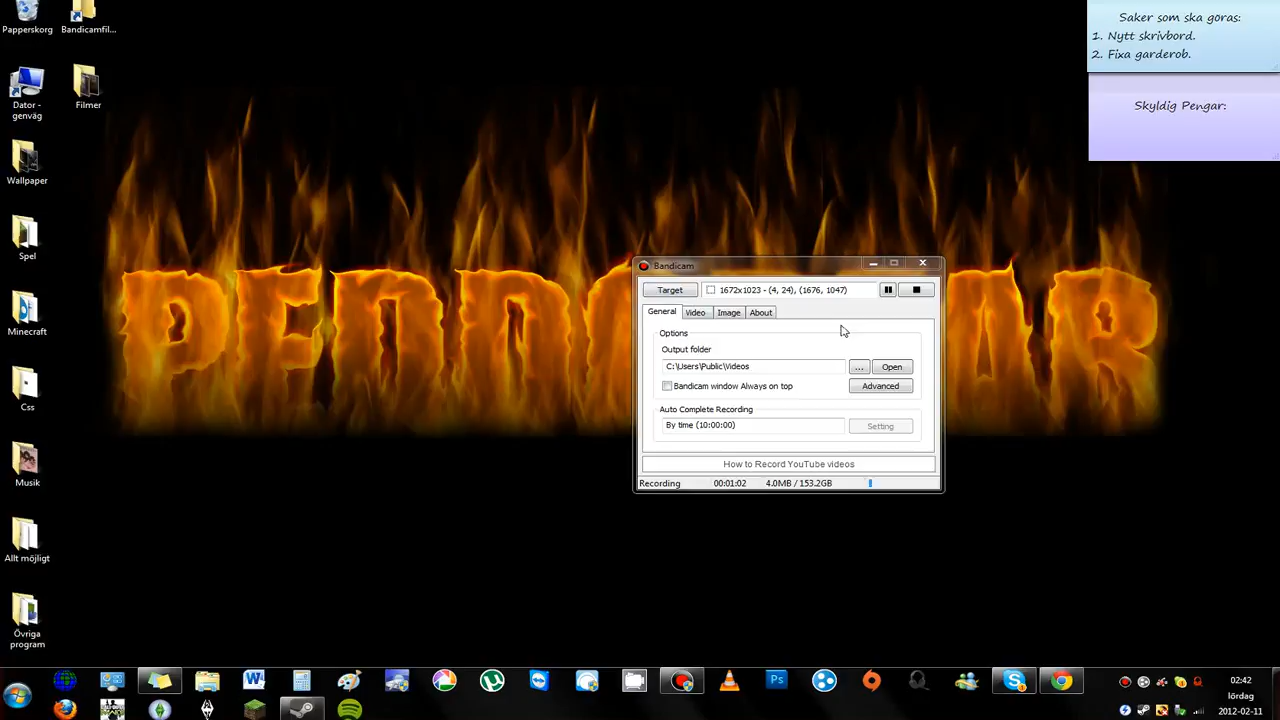 Papperskorg
Bandicamfil...
Dator -
genväg
Filmer
Wallpaper
Spel
Minecraft
Css
Musik
Allt möjligt
Övriga
program
Saker som ska goras:
1. Nytt skrivbord.
2. Fixa garderob.
Skyldig Pengar:
Bandicam
Target
1672x1023 - (4, 24), (1676, 1047)
General
Video
Image
About
Options
Output folder
C:\Users\Public\Videos
...
Open
Bandicam window Always on top
Advanced
Auto Complete Recording
By time (10:00:00)
Setting
How to Record YouTube videos
Recording
00:01:02
4.0MB / 153.2GB
02:42
lördag
2012-02-11